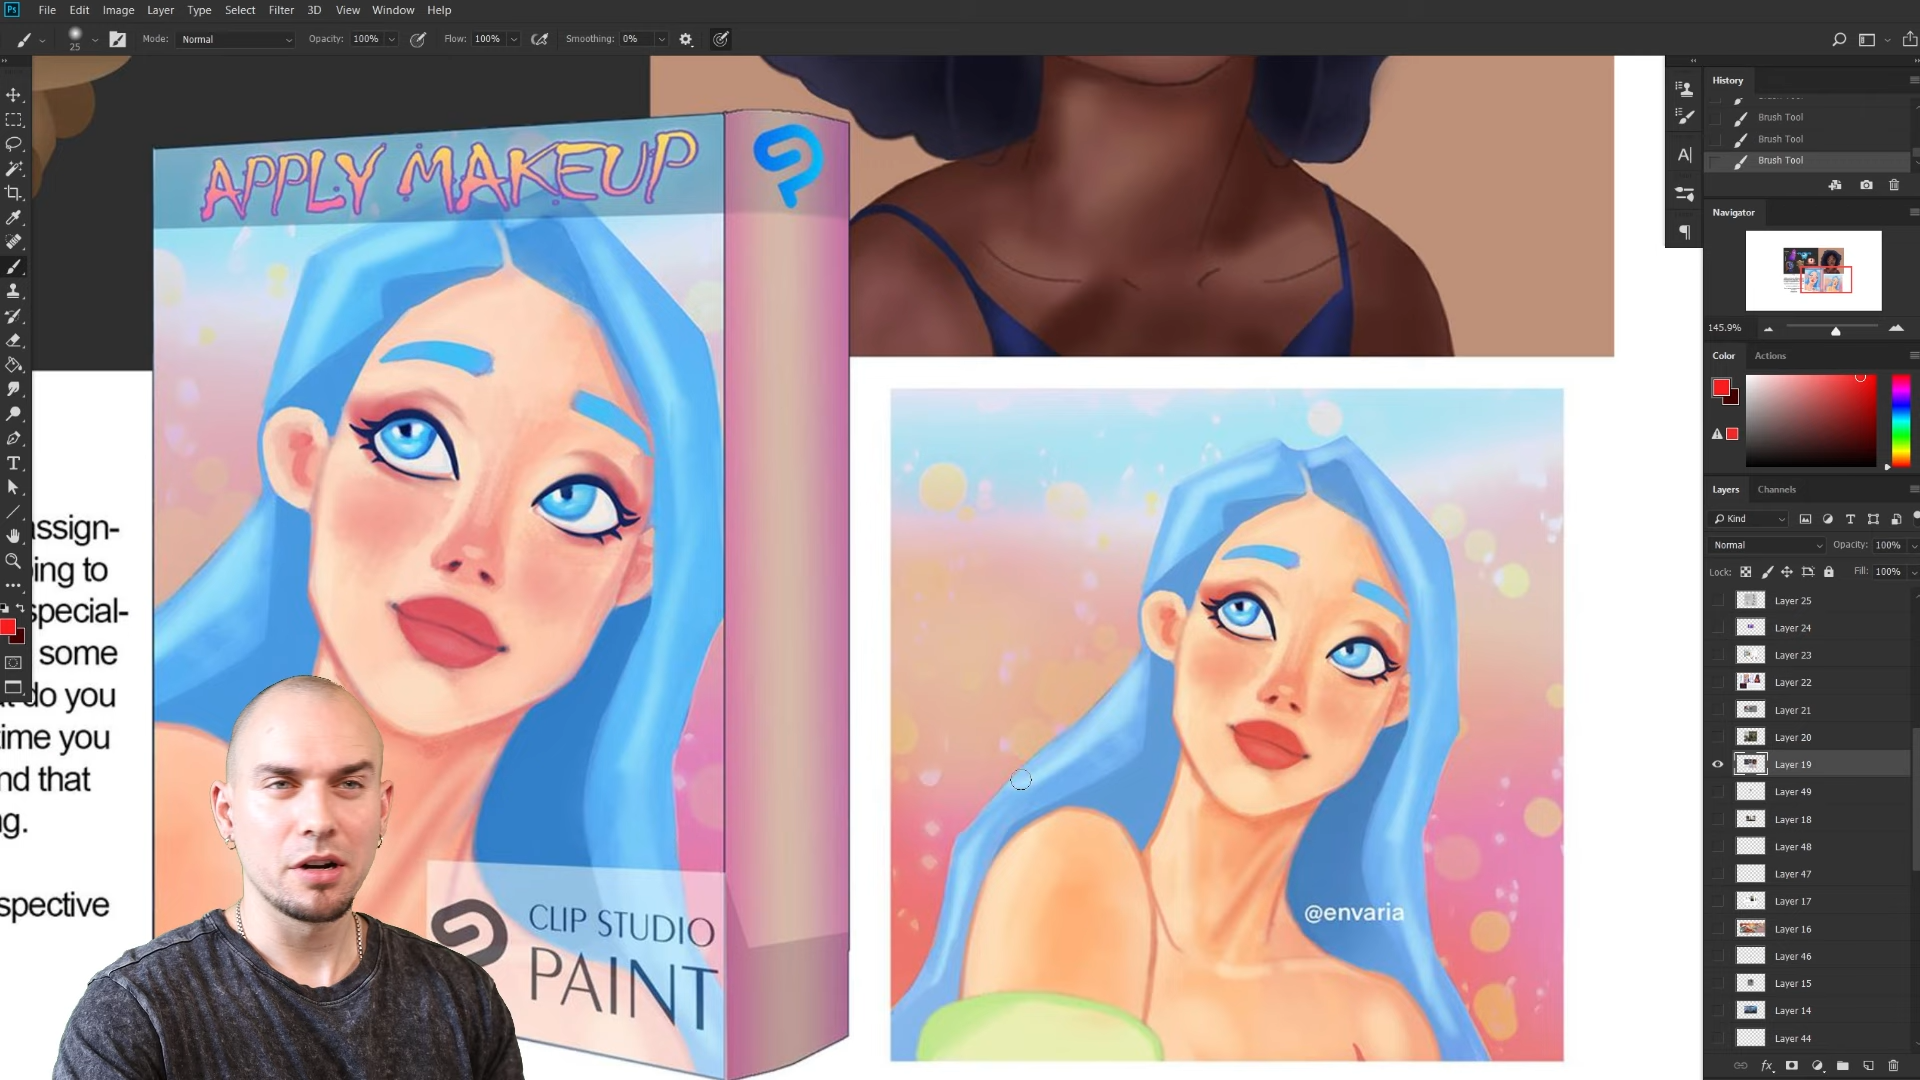 Ps File Edit Image Layer Type Select Filter 3D View Window Help
25 Mode: Normal Opacity: 100% Flow: 100% Smoothing: 0%
History
Brush Tool
Brush Tool
Brush Tool
Navigator
145.9%
Color Actions
Layers Channels
Kind
Normal Opacity: 100%
Lock: Fill: 100%
Layer 25
Layer 24
Layer 23
Layer 22
Layer 21
Layer 20
Layer 19
Layer 49
Layer 18
Layer 48
Layer 47
Layer 17
Layer 16
Layer 46
Layer 15
Layer 14
Layer 44
APPLY MAKEUP
CLIP STUDIO
PAINT
@envaria
assign-
ing to
special-
some
do you
time you
nd that
g.
spective